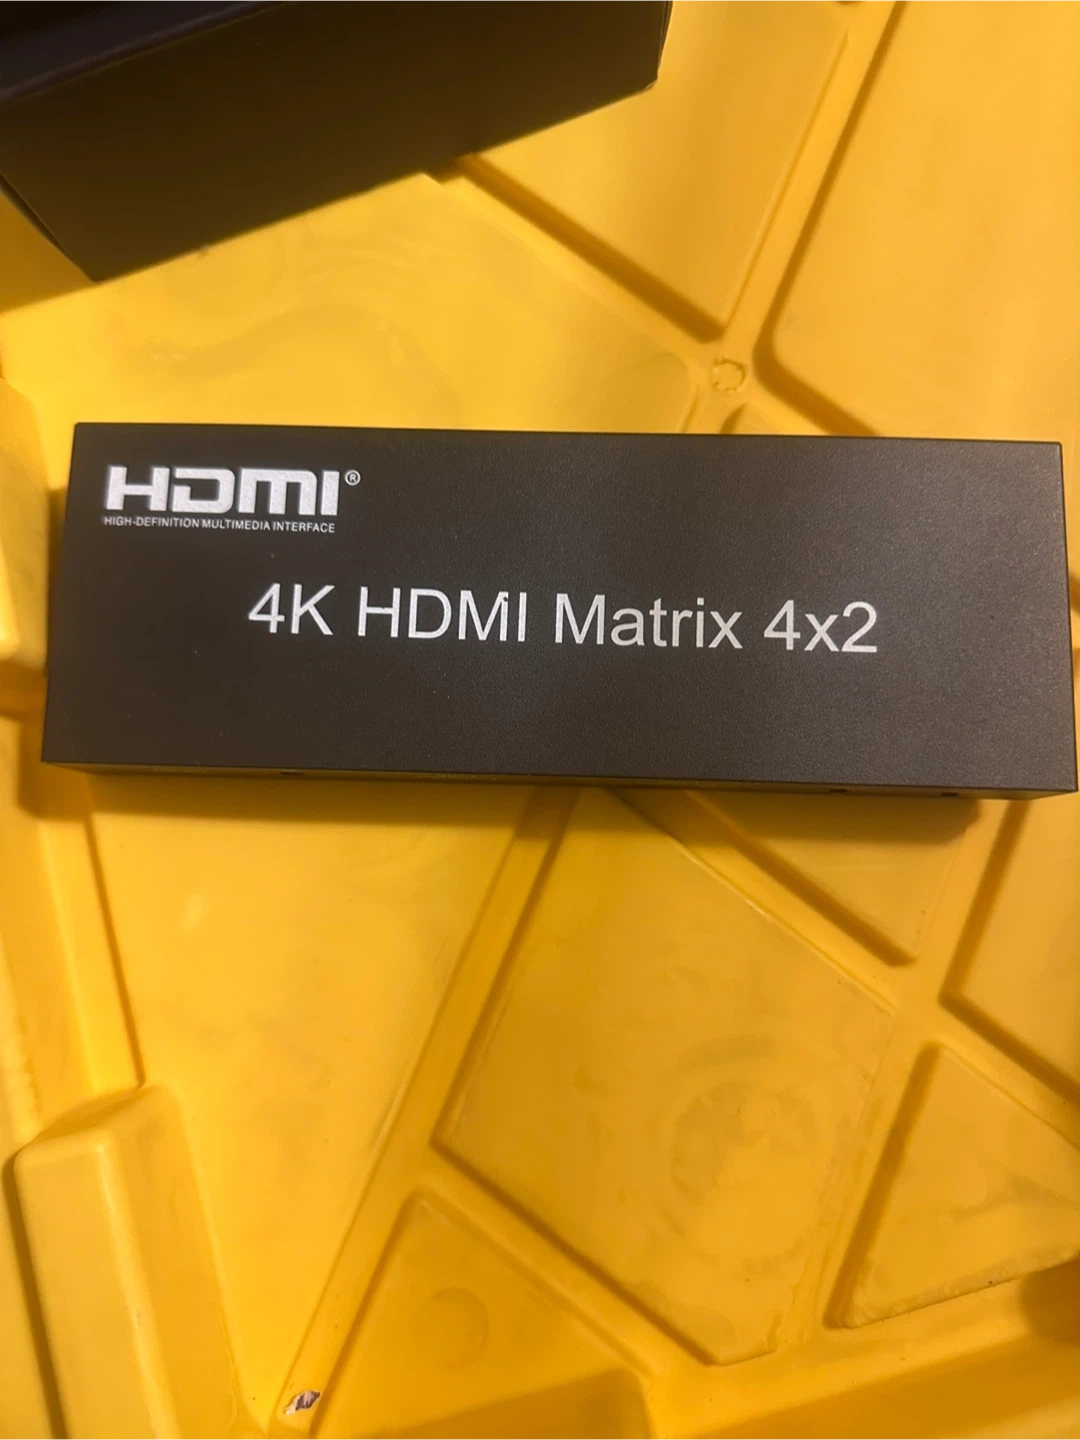 HDMI®
HIGH-DEFINITION MULTIMEDIA INTERFACE
4K HDMI Matrix 4x2